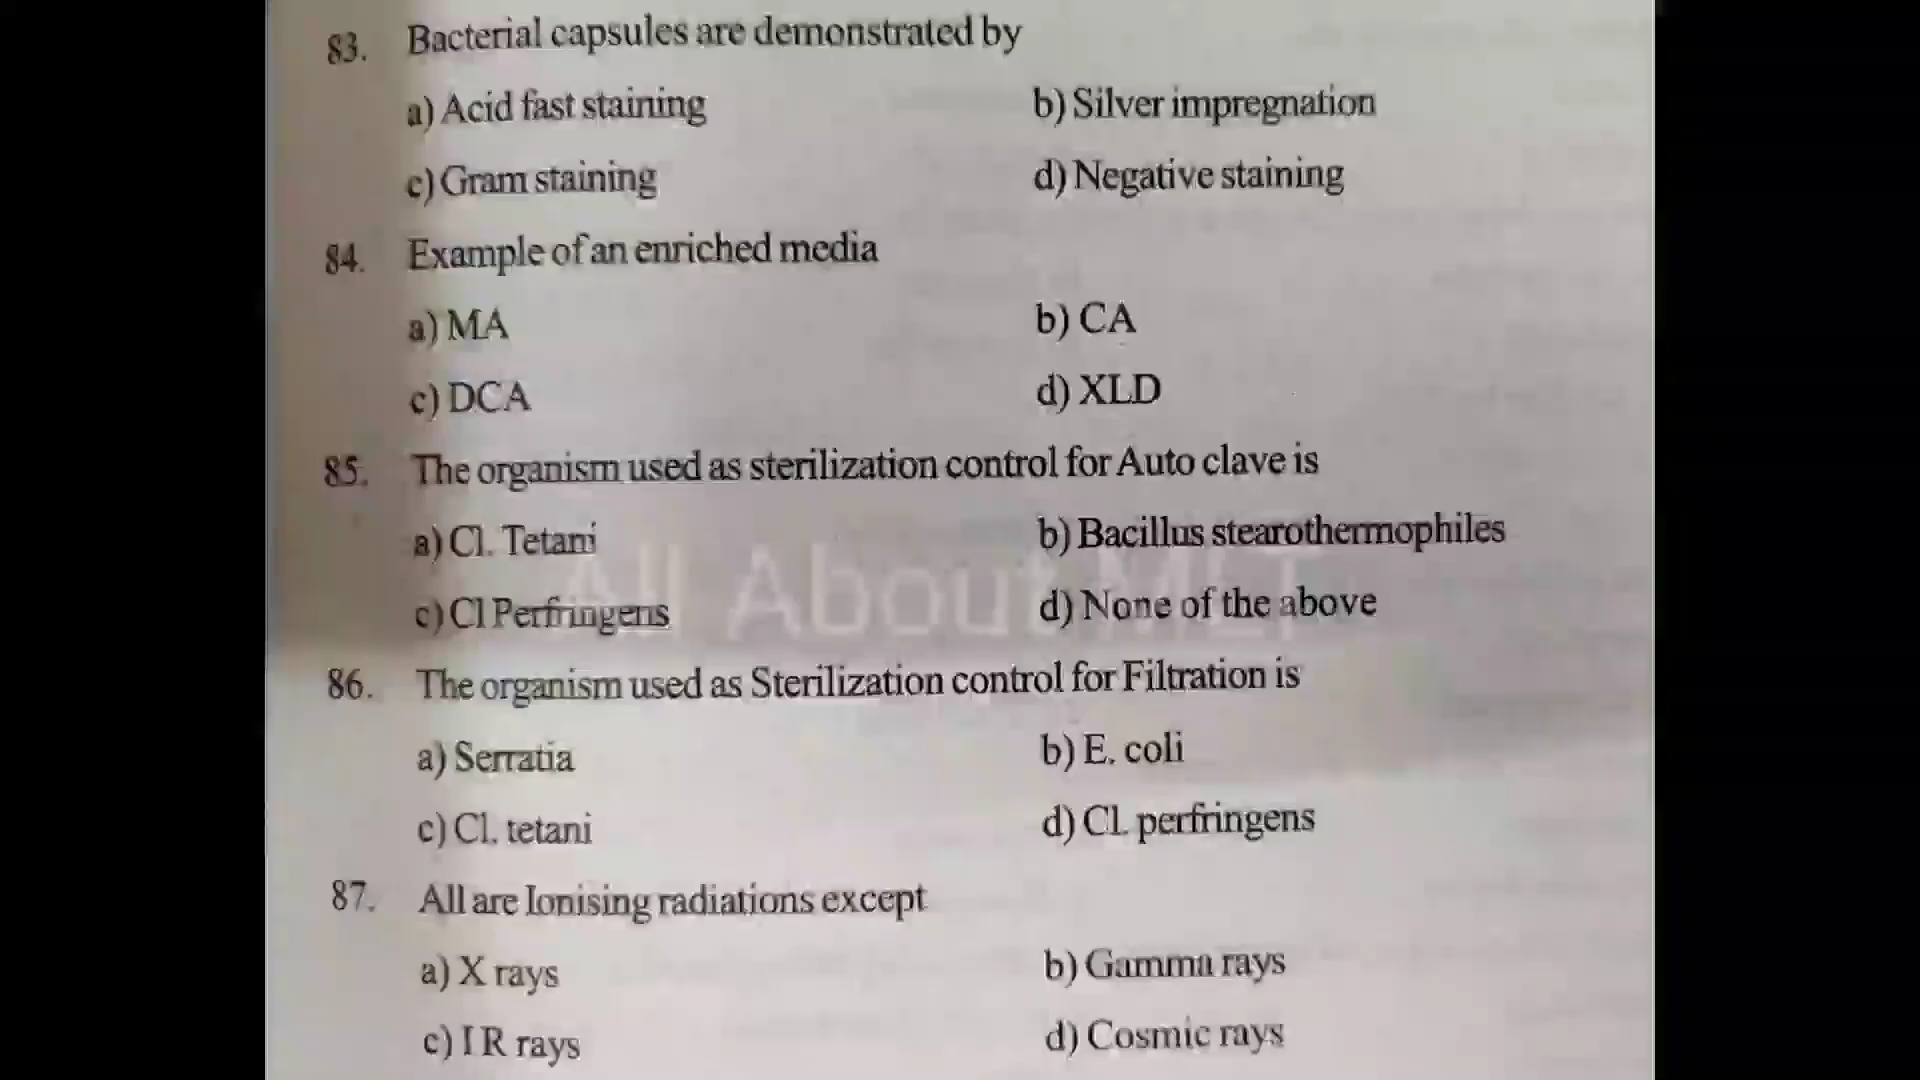 83. Bacterial capsules are demonstrated by
a) Acid fast staining b) Silver impregnation
c) Gram staining d) Negative staining
84. Example of an enriched media
a) MA b) CA
c) DCA d) XLD
85. The organism used as sterilization control for Auto clave is
a) Cl. Tetani b) Bacillus stearothermophiles
All About MLT
c) Cl Perfringens d) None of the above
86. The organism used as Sterilization control for Filtration is
a) Serratia b) E. coli
c) Cl. tetani d) Cl. perfringens
87. All are Ionising radiations except
a) X rays b) Gamma rays
c) I R rays d) Cosmic rays